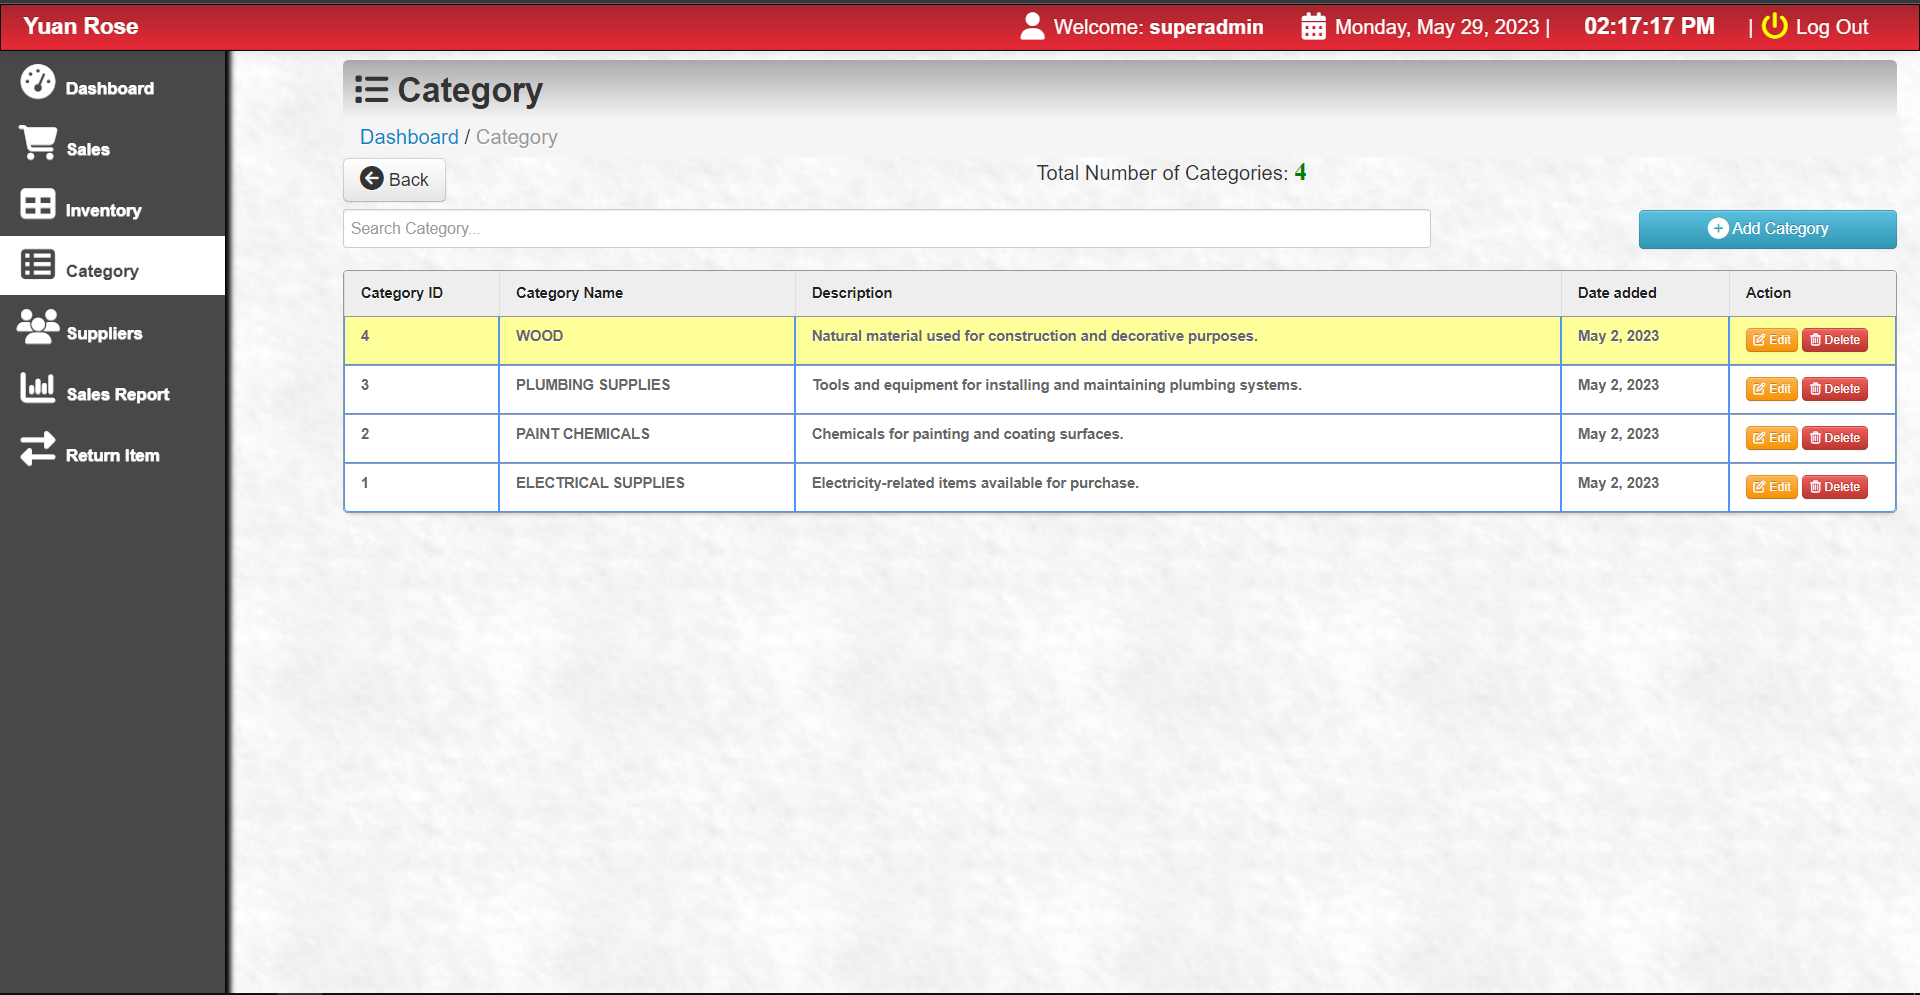 Yuan Rose
Welcome: superadmin
Monday, May 29, 2023 |
02:17:17 PM
| Log Out
Dashboard
Sales
Inventory
Category
Suppliers
Sales Report
Return Item
Category
Dashboard / Category
Back
Total Number of Categories: 4
Search Category...
Add Category
Category ID Category Name Description Date added Action
4 WOOD Natural material used for construction and decorative purposes. May 2, 2023 Edit Delete
3 PLUMBING SUPPLIES Tools and equipment for installing and maintaining plumbing systems. May 2, 2023 Edit Delete
2 PAINT CHEMICALS Chemicals for painting and coating surfaces. May 2, 2023 Edit Delete
1 ELECTRICAL SUPPLIES Electricity-related items available for purchase. May 2, 2023 Edit Delete